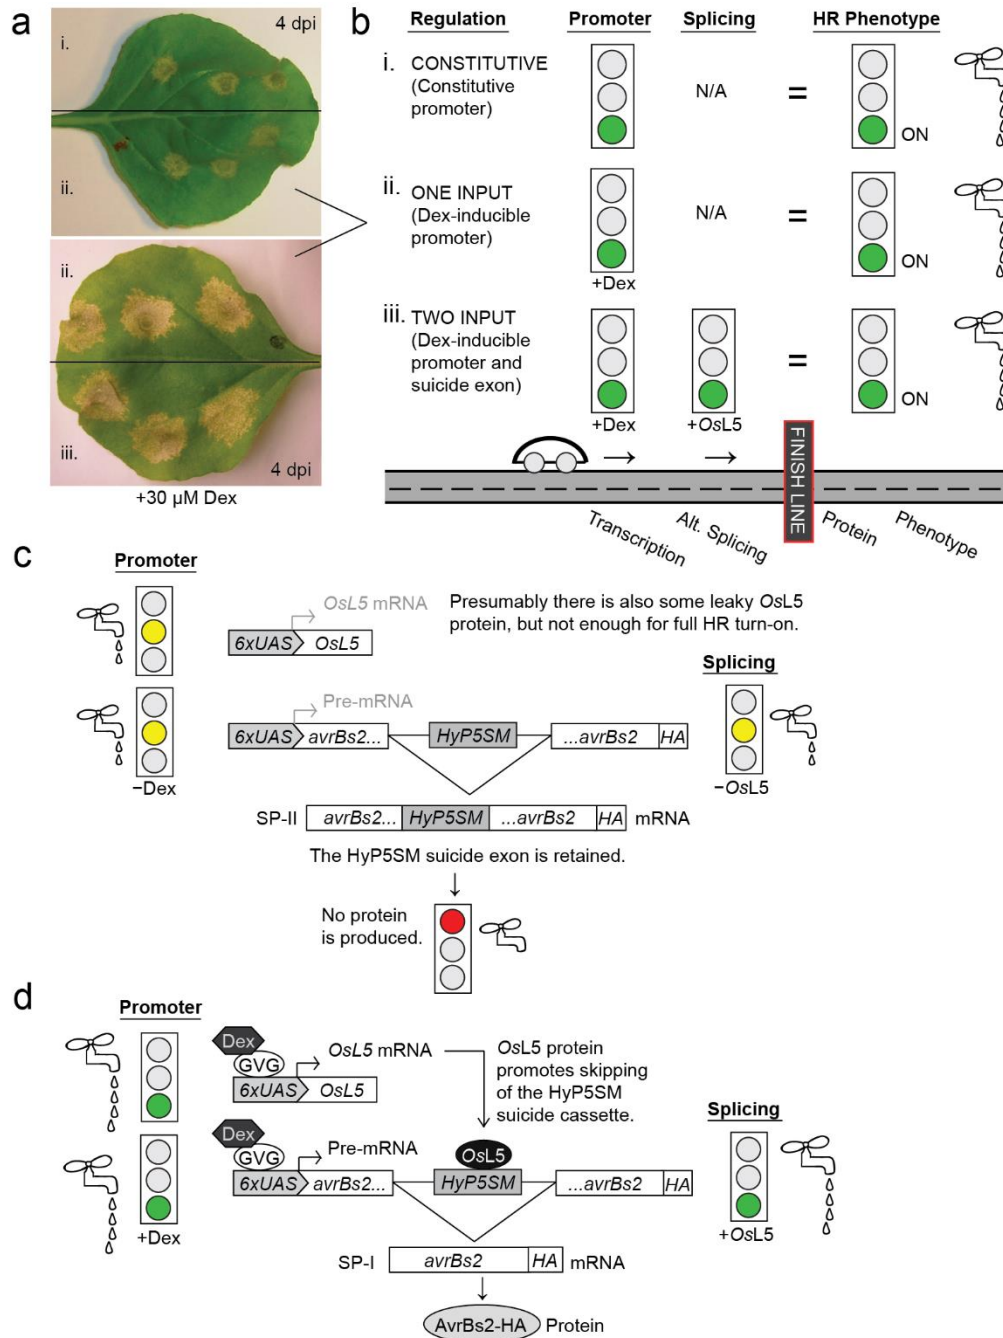 a
i.
4 dpi
ii.
ii.
iii.
4 dpi
+30 µM Dex
b
Regulation
Promoter
Splicing
HR Phenotype
i. CONSTITUTIVE
(Constitutive
promoter)
N/A
=
ON
ii. ONE INPUT
(Dex-inducible
promoter)
N/A
=
ON
+Dex
iii. TWO INPUT
(Dex-inducible
promoter and
suicide exon)
=
ON
+Dex
+OsL5
FINISH LINE
Transcription
Alt. Splicing
Protein
Phenotype
c
Promoter
OsL5 mRNA
6xUAS OsL5
Presumably there is also some leaky OsL5
protein, but not enough for full HR turn-on.
Splicing
Pre-mRNA
6xUAS avrBs2... HyP5SM ...avrBs2 HA
−Dex
−OsL5
SP-II avrBs2... HyP5SM ...avrBs2 HA mRNA
The HyP5SM suicide exon is retained.
No protein
is produced.
d
Promoter
Dex
GVG
OsL5 mRNA
6xUAS OsL5
OsL5 protein
promotes skipping
of the HyP5SM
suicide cassette.
Splicing
Dex
GVG
Pre-mRNA
OsL5
6xUAS avrBs2... HyP5SM ...avrBs2 HA
+Dex
+OsL5
SP-I avrBs2 HA mRNA
AvrBs2-HA Protein